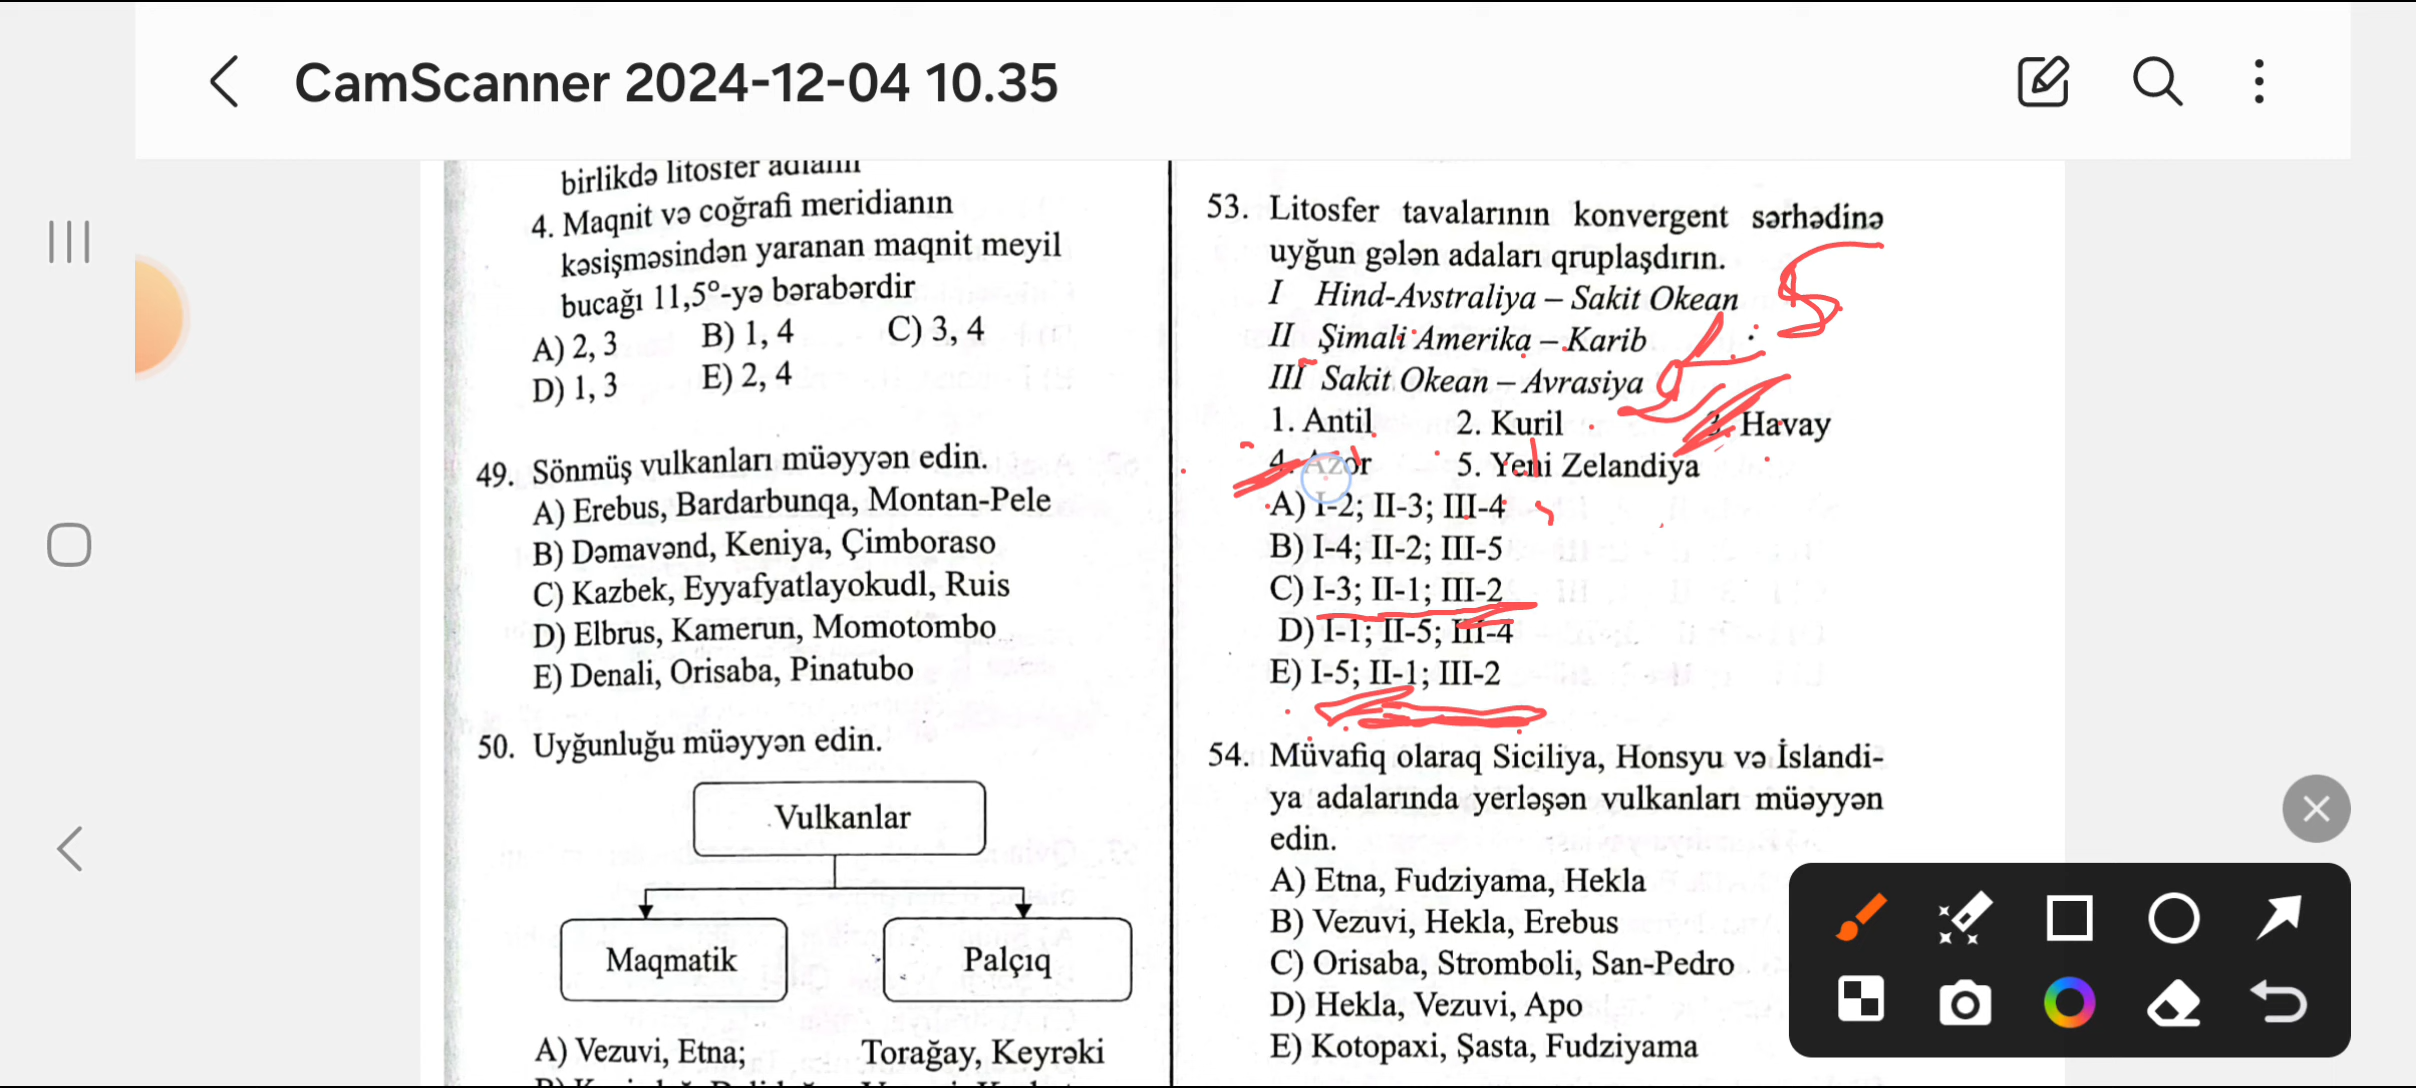 CamScanner 2024-12-04 10.35
birlikdə litosfer adlanır
4. Maqnit və coğrafi meridianın
kəsişməsindən yaranan maqnit meyil
bucağı 11,5°-yə bərabərdir
A) 2, 3 B) 1, 4 C) 3, 4
D) 1, 3 E) 2, 4
49. Sönmüş vulkanları müəyyən edin.
A) Erebus, Bardarbunqa, Montan-Pele
B) Dəmavənd, Keniya, Çimboraso
C) Kazbek, Eyyafyatlayokudl, Ruis
D) Elbrus, Kamerun, Momotombo
E) Denali, Orisaba, Pinatubo
50. Uyğunluğu müəyyən edin.
Vulkanlar
Maqmatik Palçıq
A) Vezuvi, Etna; Torağay, Keyrəki
53. Litosfer tavalarının konvergent sərhədinə
uyğun gələn adaları qruplaşdırın.
I Hind-Avstraliya – Sakit Okean
II Şimali Amerika – Karib
III Sakit Okean – Avrasiya
1. Antil 2. Kuril 3. Havay
4. Azor 5. Yeni Zelandiya
A) I-2; II-3; III-4
B) I-4; II-2; III-5
C) I-3; II-1; III-2
D) I-1; II-5; III-4
E) I-5; II-1; III-2
54. Müvafiq olaraq Siciliya, Honsyu və İslandi-
ya adalarında yerləşən vulkanları müəyyən
edin.
A) Etna, Fudziyama, Hekla
B) Vezuvi, Hekla, Erebus
C) Orisaba, Stromboli, San-Pedro
D) Hekla, Vezuvi, Apo
E) Kotopaxi, Şasta, Fudziyama